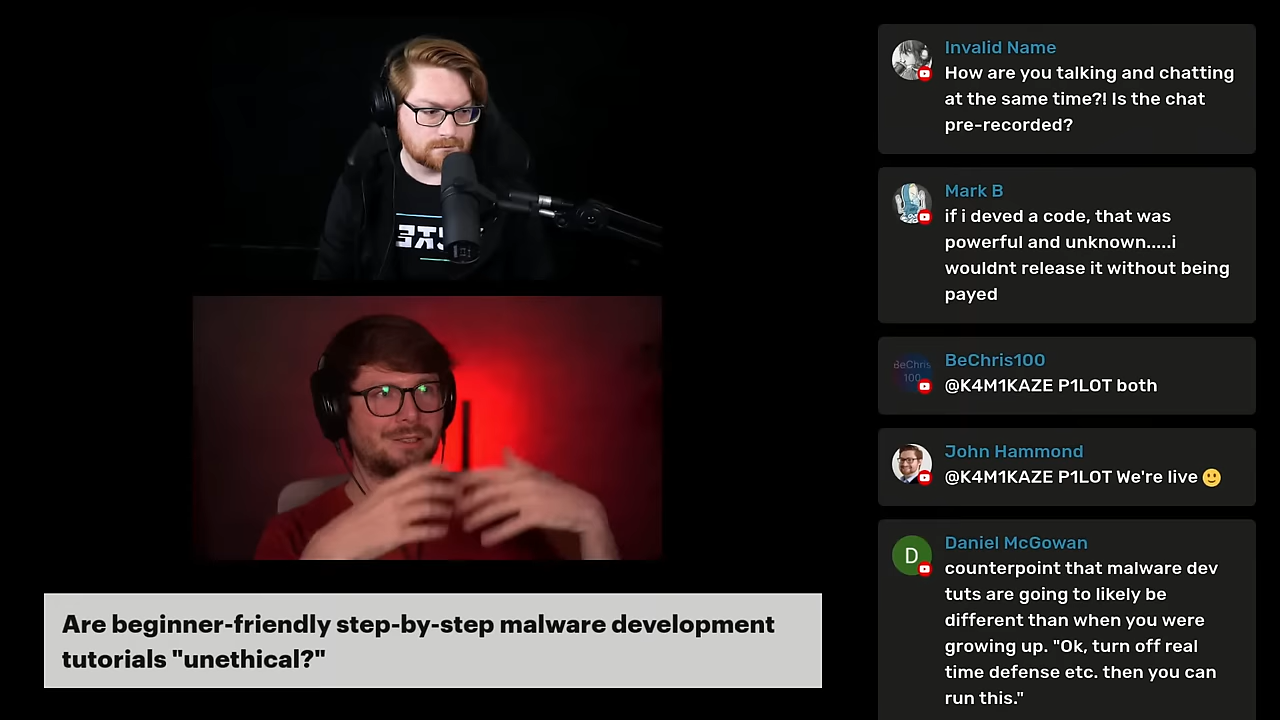 Invalid Name
How are you talking and chatting
at the same time?! Is the chat
pre-recorded?
Mark B
if i deved a code, that was
powerful and unknown.....i
wouldnt release it without being
payed
BeChris
100
BeChris100
@K4M1KAZE P1LOT both
John Hammond
@K4M1KAZE P1LOT We're live 🙂
D
Daniel McGowan
counterpoint that malware dev
tuts are going to likely be
different than when you were
growing up. "Ok, turn off real
time defense etc. then you can
run this."
Are beginner-friendly step-by-step malware development
tutorials "unethical?"